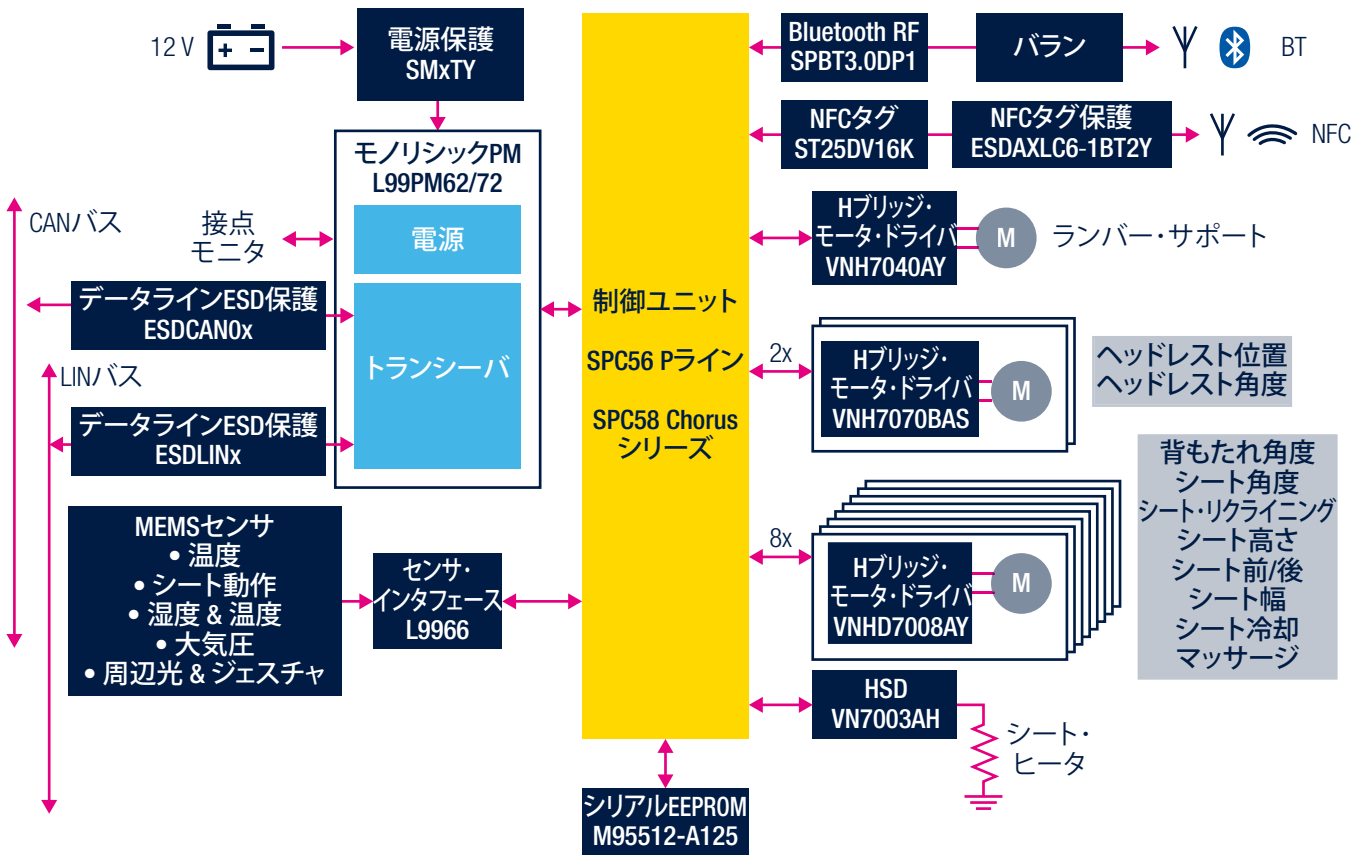 12 V
+ −
電源保護
SMxTY
モノリシックPM
L99PM62/72
電源
トランシーバ
CANバス
接点
モニタ
データラインESD保護
ESDCAN0x
LINバス
データラインESD保護
ESDLINx
MEMSセンサ
• 温度
• シート動作
• 湿度 & 温度
• 大気圧
• 周辺光 & ジェスチャ
センサ・
インタフェース
L9966
制御ユニット
SPC56 Pライン
SPC58 Chorus
シリーズ
シリアルEEPROM
M95512-A125
Bluetooth RF
SPBT3.0DP1
バラン
BT
NFCタグ
ST25DV16K
NFCタグ保護
ESDAXLC6-1BT2Y
NFC
Hブリッジ・
モータ・ドライバ
VNH7040AY
M
ランバー・サポート
2x
Hブリッジ・
モータ・ドライバ
VNH7070BAS
M
ヘッドレスト位置
ヘッドレスト角度
8x
Hブリッジ・
モータ・ドライバ
VNHD7008AY
M
背もたれ角度
シート角度
シート・リクライニング
シート高さ
シート前/後
シート幅
シート冷却
マッサージ
HSD
VN7003AH
シート・
ヒータ